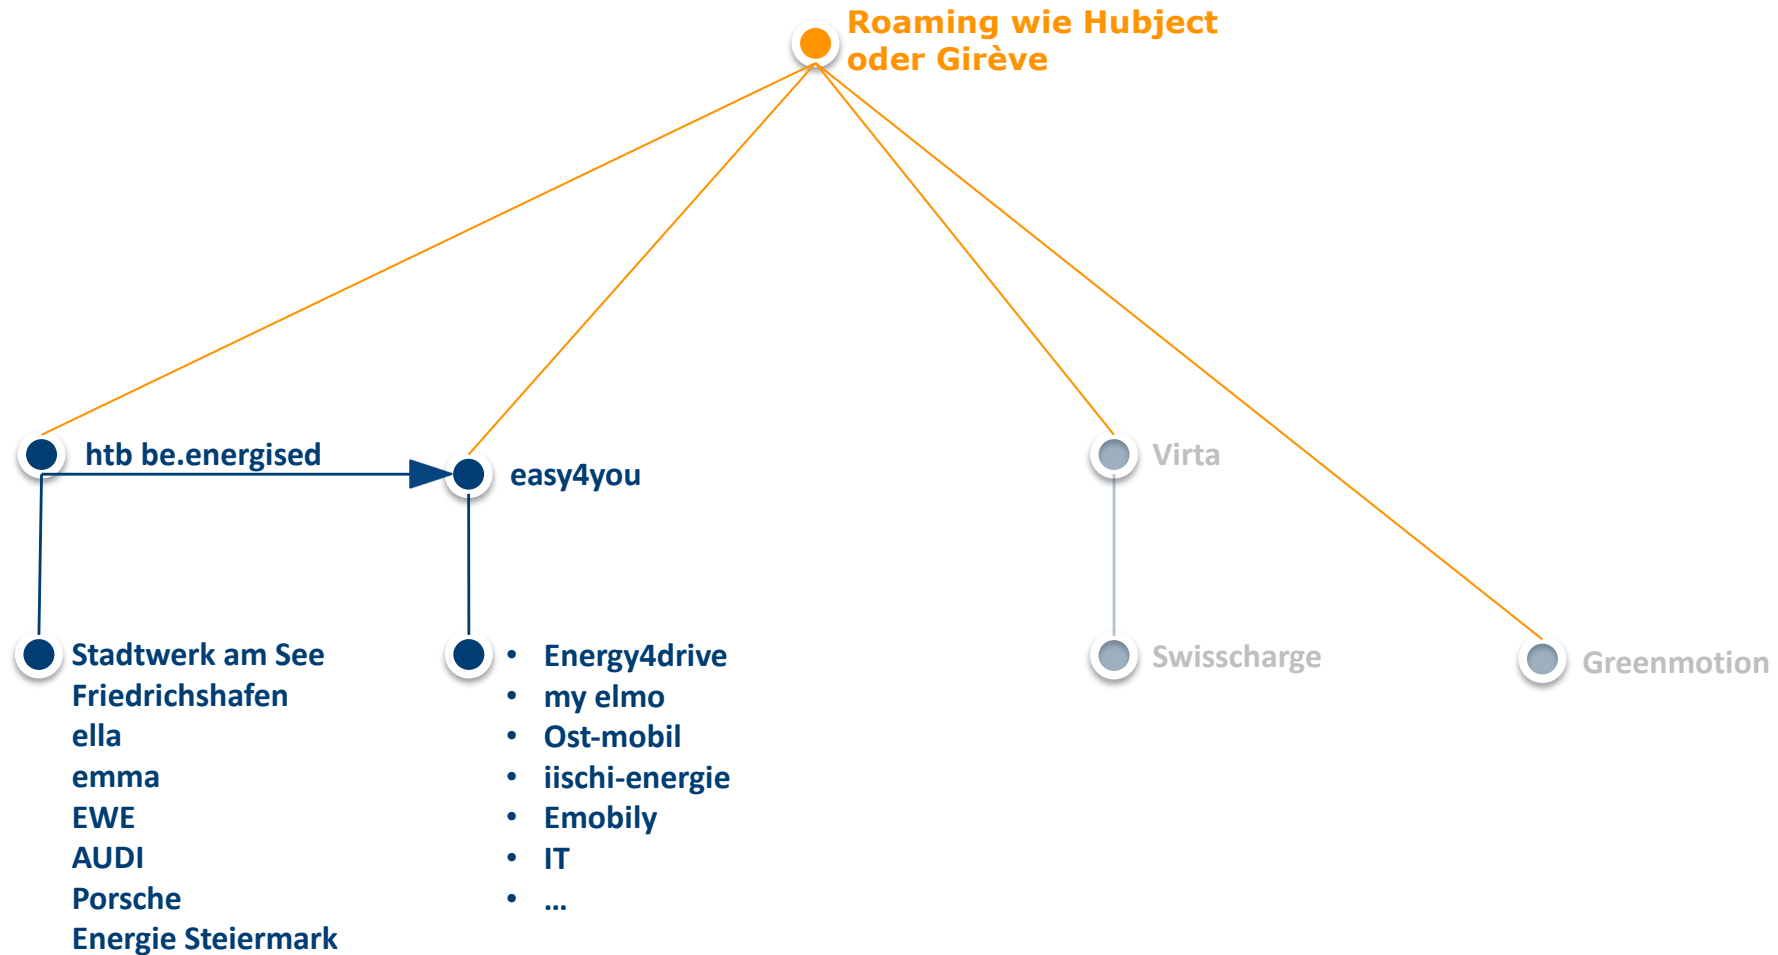 Roaming wie Hubject
oder Girève
htb be.energised
easy4you
Virta
Stadtwerk am See
Friedrichshafen
ella
emma
EWE
AUDI
Porsche
Energie Steiermark
• Energy4drive
• my elmo
• Ost-mobil
• iischi-energie
• Emobily
• IT
• ...
Swisscharge
Greenmotion